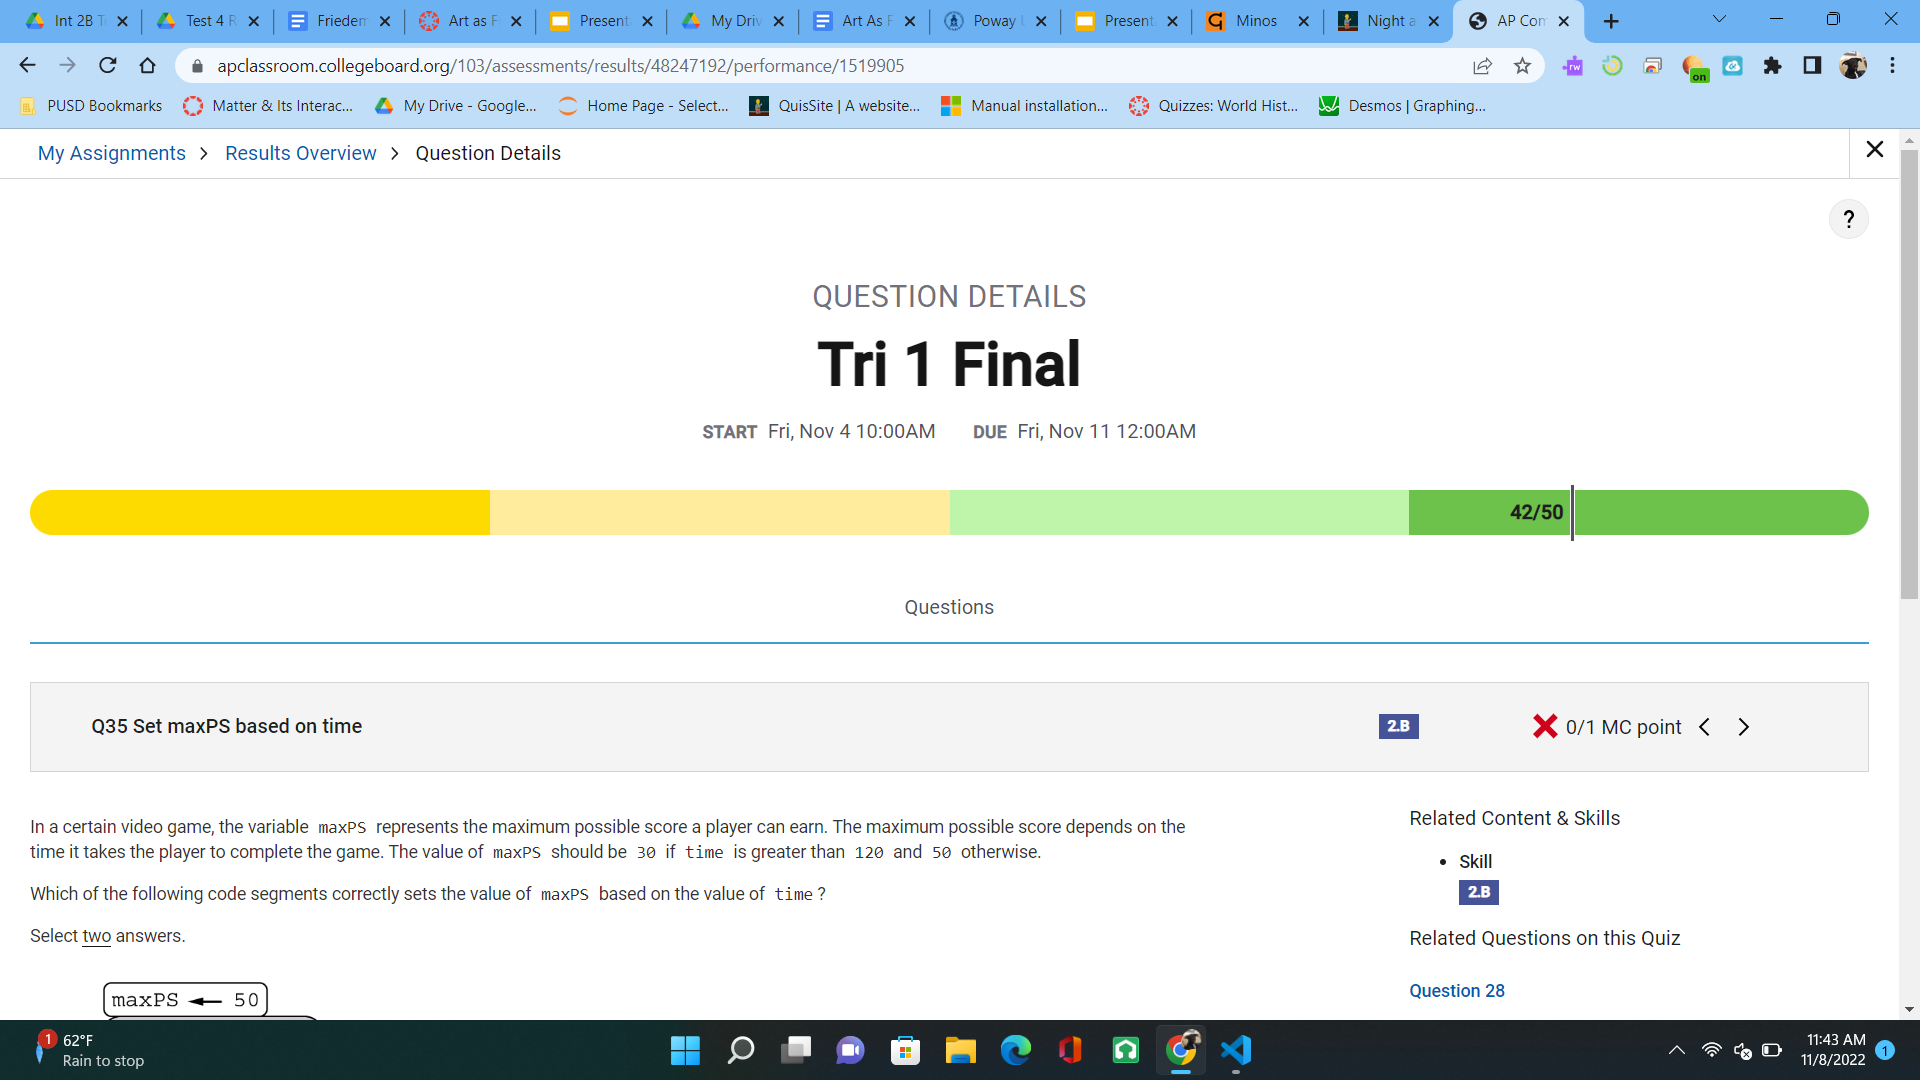 Int 2B Te
Test 4 R
Friedem
Art as F
Present
My Driv
Art As F
Poway U
Present
Minos
Night a
AP Com
apclassroom.collegeboard.org/103/assessments/results/48247192/performance/1519905
on
PUSD Bookmarks
Matter & Its Interac...
My Drive - Google...
Home Page - Select...
QuisSite | A website...
Manual installation...
Quizzes: World Hist...
Desmos | Graphing...
My Assignments > Results Overview > Question Details
?
QUESTION DETAILS
Tri 1 Final
START Fri, Nov 4 10:00AM DUE Fri, Nov 11 12:00AM
42/50
Questions
Q35 Set maxPS based on time 2.B 0/1 MC point
In a certain video game, the variable maxPS represents the maximum possible score a player can earn. The maximum possible score depends on the
time it takes the player to complete the game. The value of maxPS should be 30 if time is greater than 120 and 50 otherwise.
Which of the following code segments correctly sets the value of maxPS based on the value of time ?
Select two answers.
maxPS ← 50
Related Content & Skills
• Skill
2.B
Related Questions on this Quiz
Question 28
1
62°F
Rain to stop
11:43 AM
11/8/2022
1